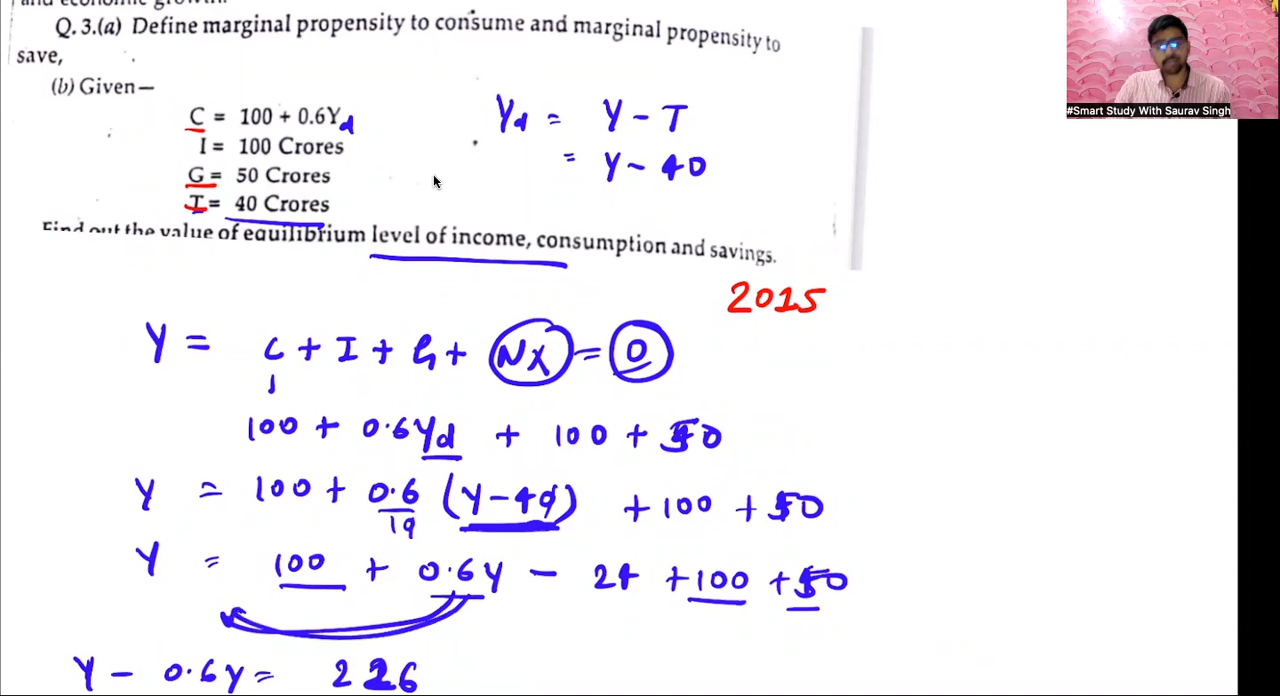 and economic growth.
Q.3.(a) Define marginal propensity to consume and marginal propensity to
save,
(b) Given—
C = 100 + 0.6Yd
I = 100 Crores
G = 50 Crores
T = 40 Crores
Find out the value of equilibrium level of income, consumption and savings.
Yd = Y - T
= Y - 40
#Smart Study With Saurav Singh
2015
Y = C + I + G + NX = 0
100 + 0.6Yd + 100 + 50
Y = 100 + 0.6 (Y-40) + 100 + 50
10
Y = 100 + 0.6Y - 24 + 100 + 50
Y - 0.6Y = 226